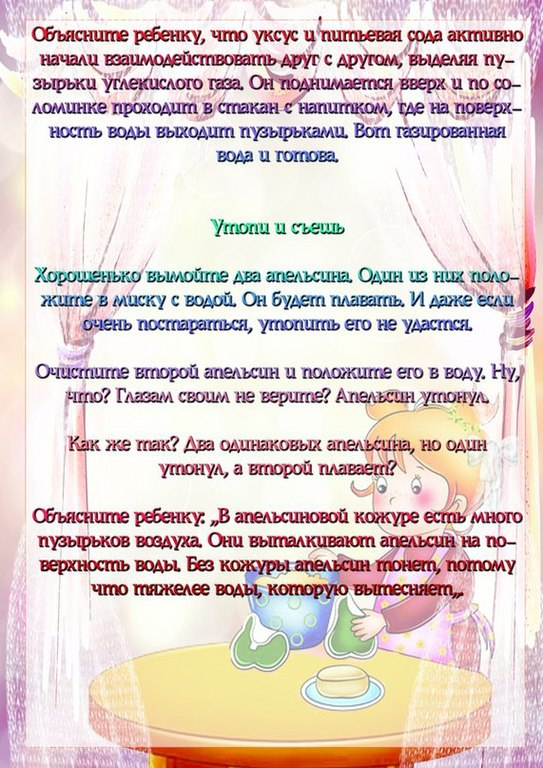 Объясните ребенку, что уксус и питьевая сода активно
начали взаимодействовать друг с другом, выделяя пу-
зырьки углекислого газа. Он поднимается вверх и по со-
ломинке проходит в стакан с напитком, где на поверх-
ность воды выходит пузырьками. Вот газированная
вода и готова.
Утопи и съешь
Хорошенько вымойте два апельсина. Один из них поло-
жите в миску с водой. Он будет плавать. И даже если
очень постараться, утопить его не удастся.
Очистите второй апельсин и положите его в воду. Ну,
что? Глазам своим не верите? Апельсин утонул.
Как же так? Два одинаковых апельсина, но один
утонул, а второй плавает?
Объясните ребенку: „В апельсиновой кожуре есть много
пузырьков воздуха. Они выталкивают апельсин на по-
верхность воды. Без кожуры апельсин тонет, потому
что тяжелее воды, которую вытесняет„.